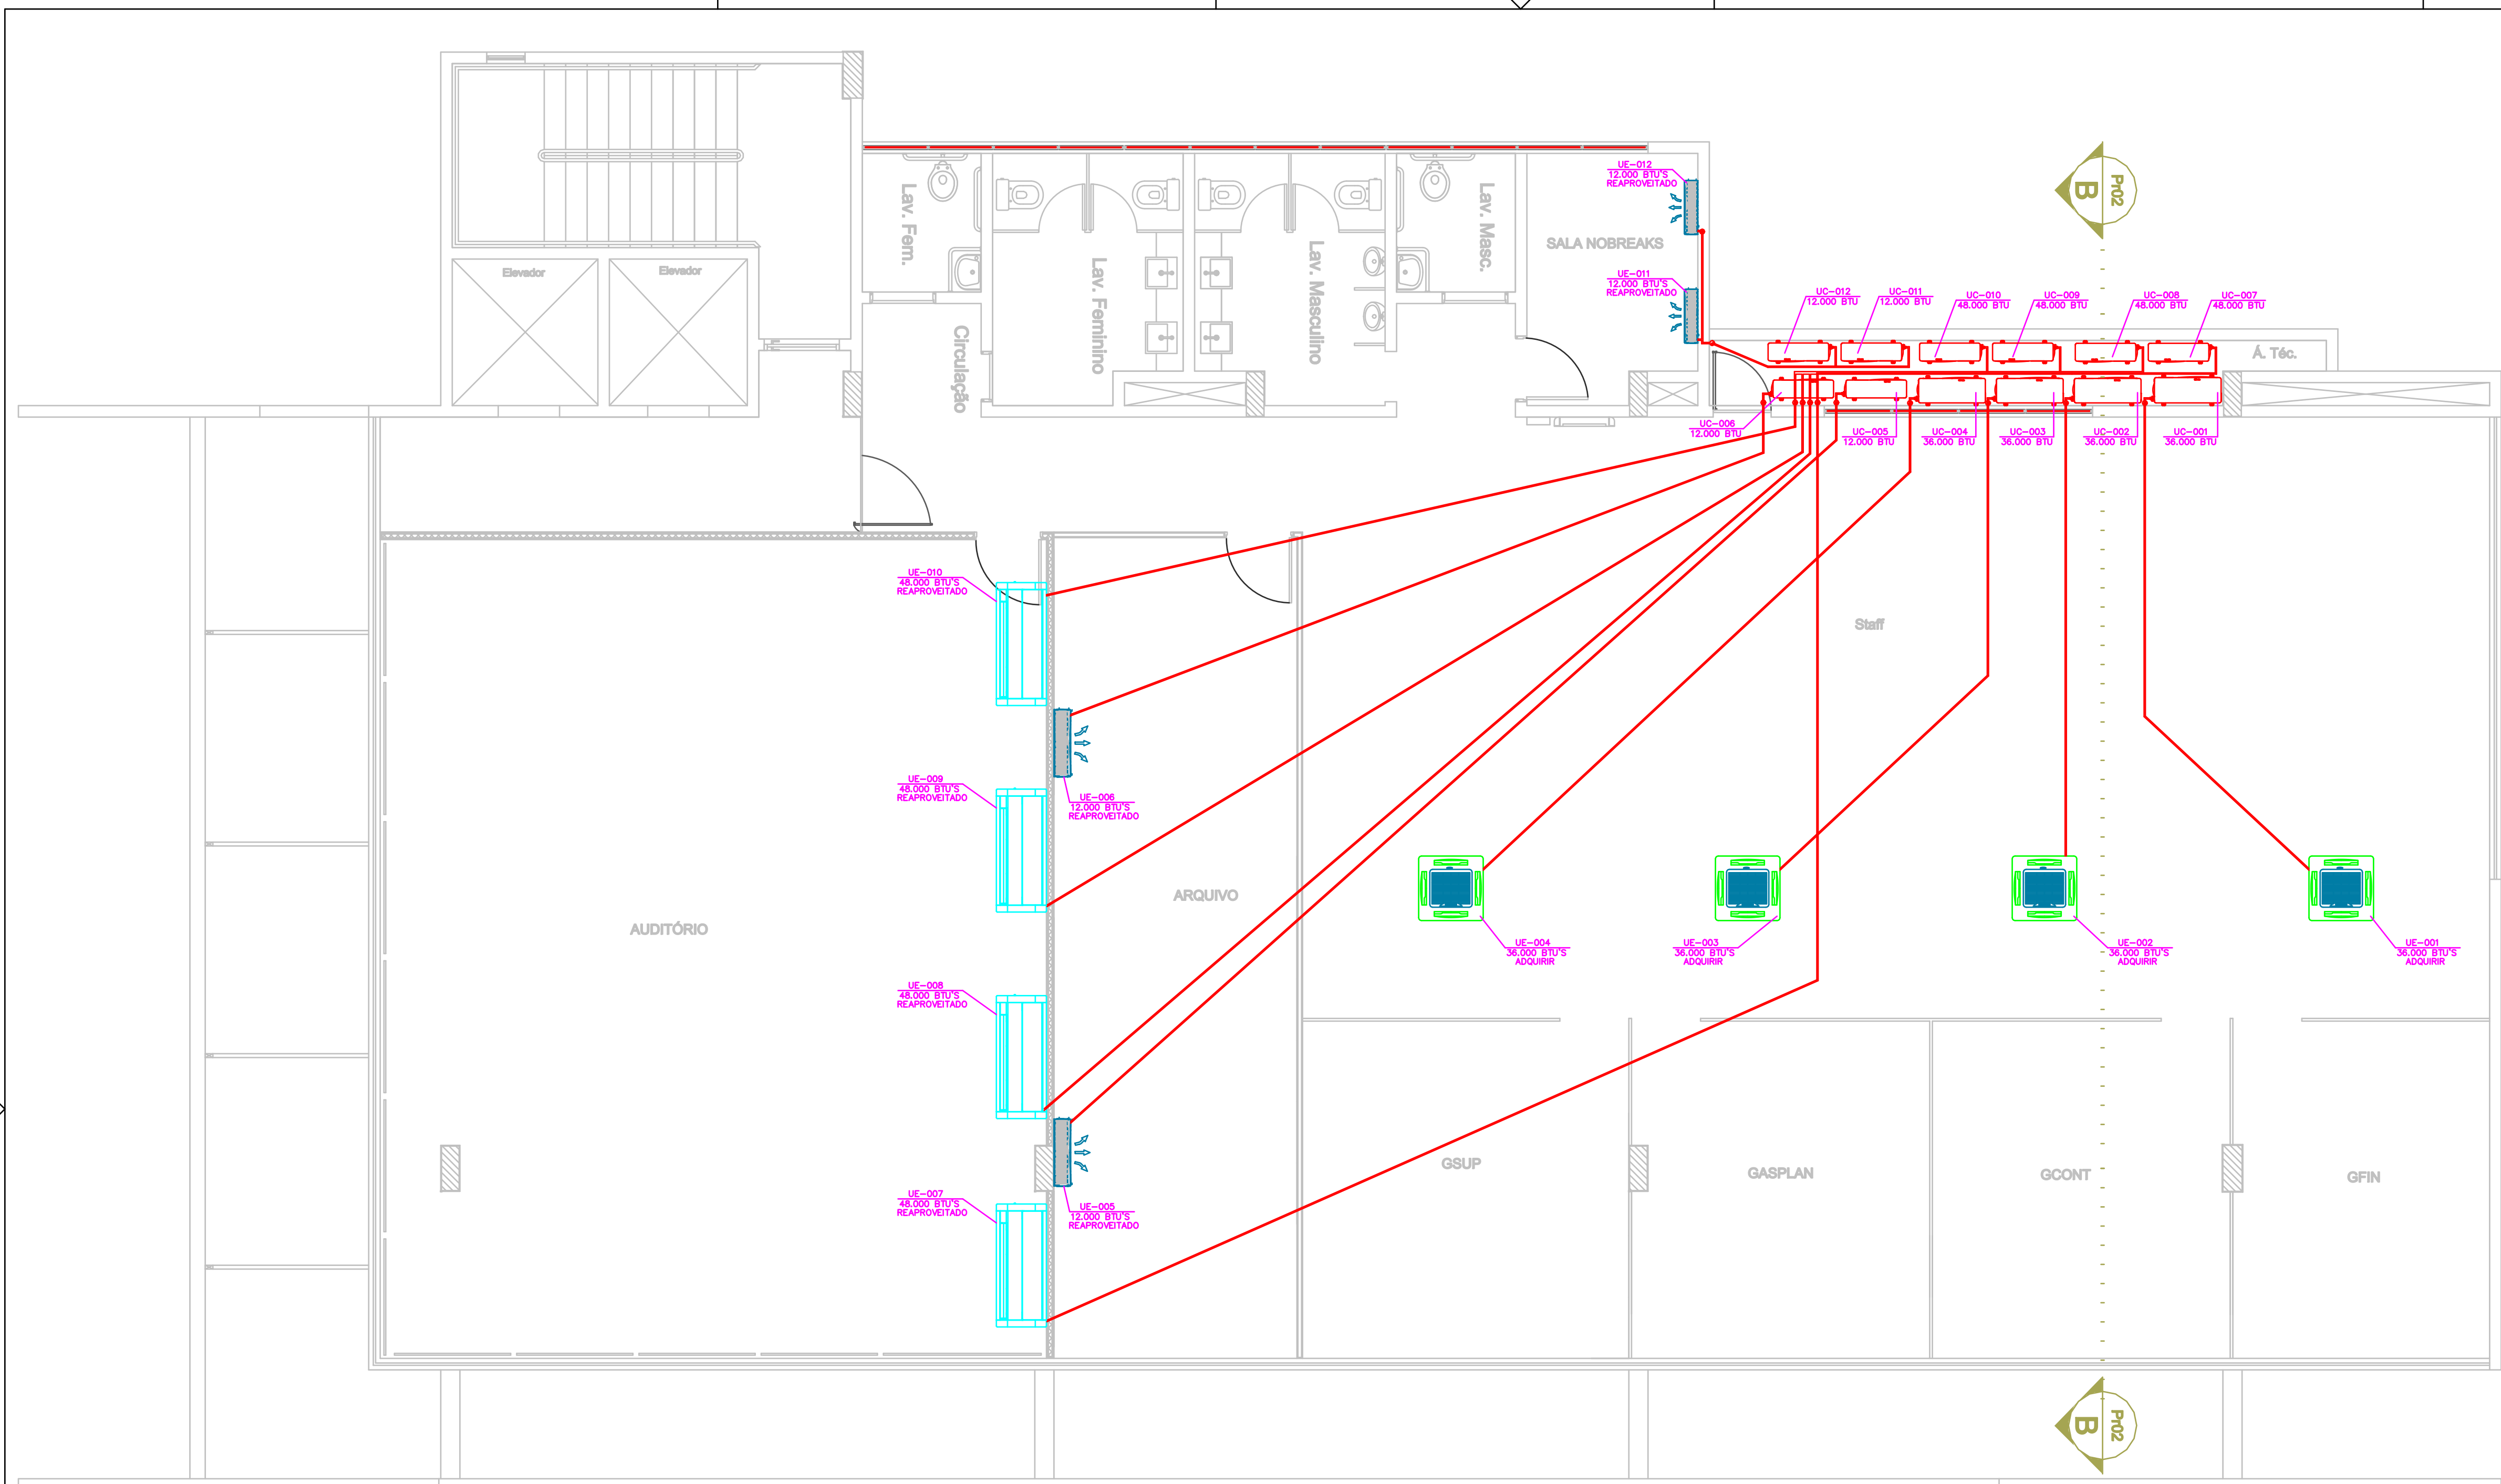 Elevador
Elevador
Lav. Fem.
Circulação
Lav. Feminino
Lav. Masculino
Lav. Masc.
SALA NOBREAKS
UE-012
12.000 BTU'S
REAPROVEITADO
UE-011
12.000 BTU'S
REAPROVEITADO
Pr02
B
UC-012
12.000 BTU
UC-011
12.000 BTU
UC-010
48.000 BTU
UC-009
48.000 BTU
UC-008
48.000 BTU
UC-007
48.000 BTU
Á. Téc.
UC-006
12.000 BTU
UC-005
12.000 BTU
UC-004
36.000 BTU
UC-003
36.000 BTU
UC-002
36.000 BTU
UC-001
36.000 BTU
UE-010
48.000 BTU'S
REAPROVEITADO
Staff
UE-009
48.000 BTU'S
REAPROVEITADO
UE-006
12.000 BTU'S
REAPROVEITADO
AUDITÓRIO
ARQUIVO
UE-004
36.000 BTU'S
ADQUIRIR
UE-003
36.000 BTU'S
ADQUIRIR
UE-002
36.000 BTU'S
ADQUIRIR
UE-001
36.000 BTU'S
ADQUIRIR
UE-008
48.000 BTU'S
REAPROVEITADO
GSUP
GASPLAN
GCONT
GFIN
UE-007
48.000 BTU'S
REAPROVEITADO
UE-005
12.000 BTU'S
REAPROVEITADO
Pr02
B